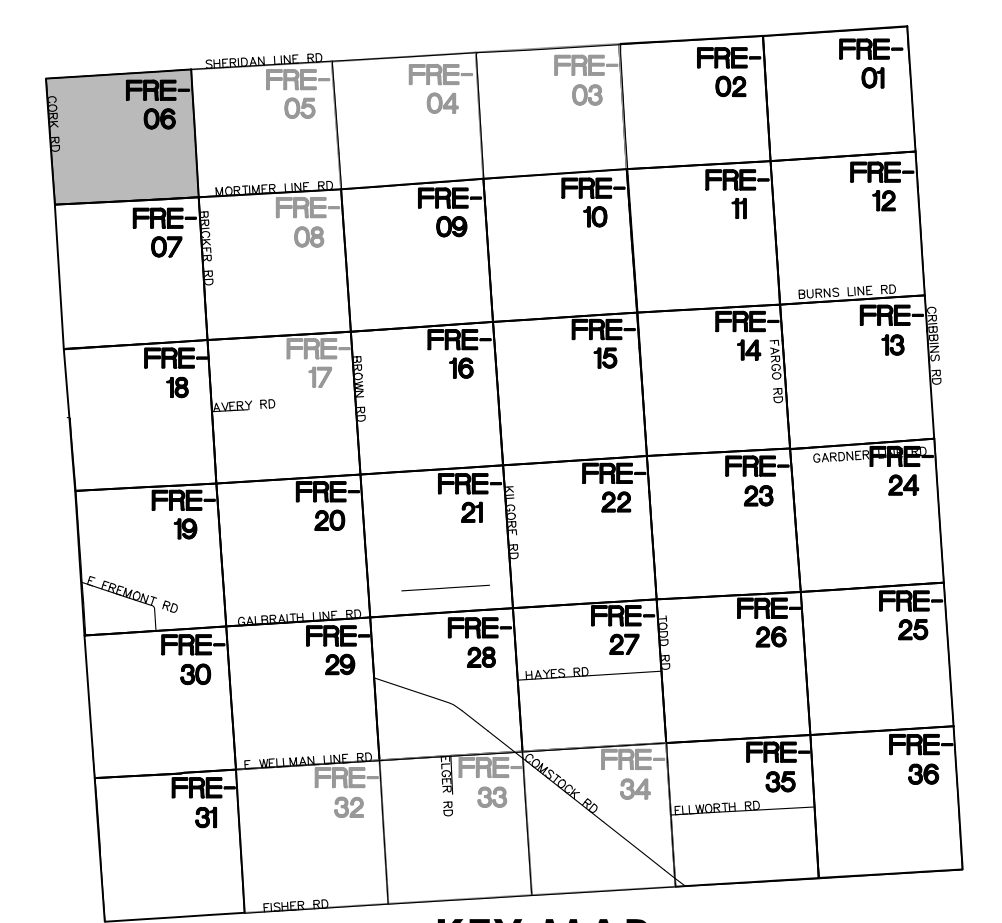 SHERIDAN LINE RD
FRE-
06
FRE-
05
FRE-
04
FRE-
03
FRE-
02
FRE-
01
CORK RD
MORTIMER LINE RD
FRE-
07
BRICKER RD
FRE-
08
FRE-
09
FRE-
10
FRE-
11
FRE-
12
BURNS LINE RD
FRE-
18
FRE-
17
AVERY RD
BROWN RD
FRE-
16
FRE-
15
FRE-
14
FARGO RD
FRE-
13
CRIBBINS RD
GARDNER LINE RD
FRE-
19
FRE-
20
FRE-
21
KILGORE RD
FRE-
22
FRE-
23
FRE-
24
E FREMONT RD
GALBRAITH LINE RD
FRE-
30
FRE-
29
FRE-
28
FRE-
27
TODD RD
FRE-
26
FRE-
25
HAYES RD
E WELLMAN LINE RD
FRE-
31
FRE-
32
ELGER RD
FRE-
33
COMSTOCK RD
FRE-
34
FRE-
35
FRE-
36
ELLWORTH RD
FISHER RD
KEY MAP